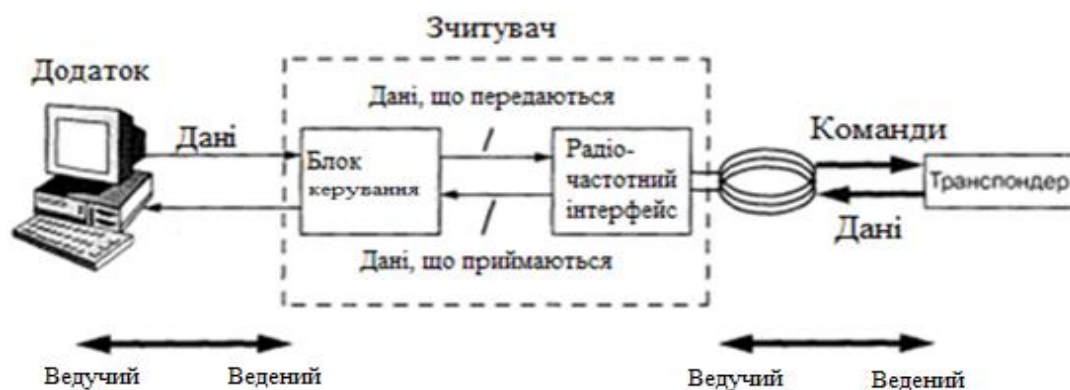 Зчитувач
Додаток
Дані, що передаються
Дані
Команди
Блок
керування
Радіо-
частотний
інтерфейс
Транспондер
Дані
Дані, що приймаються
Ведучий
Ведений
Ведучий
Ведений